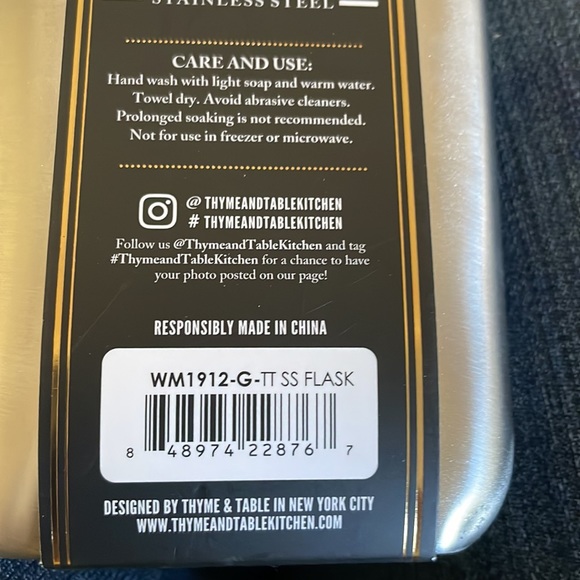 STAINLESS STEEL
CARE AND USE:
Hand wash with light soap and warm water.
Towel dry. Avoid abrasive cleaners.
Prolonged soaking is not recommended.
Not for use in freezer or microwave.
@ THYMEANDTABLEKITCHEN
# THYMEANDTABLEKITCHEN
Follow us @ThymeandTableKitchen and tag
#ThymeandTableKitchen for a chance to have
your photo posted on our page!
RESPONSIBLY MADE IN CHINA
WM1912-G-TT SS FLASK
8 48974 22876 7
DESIGNED BY THYME & TABLE IN NEW YORK CITY
WWW.THYMEANDTABLEKITCHEN.COM